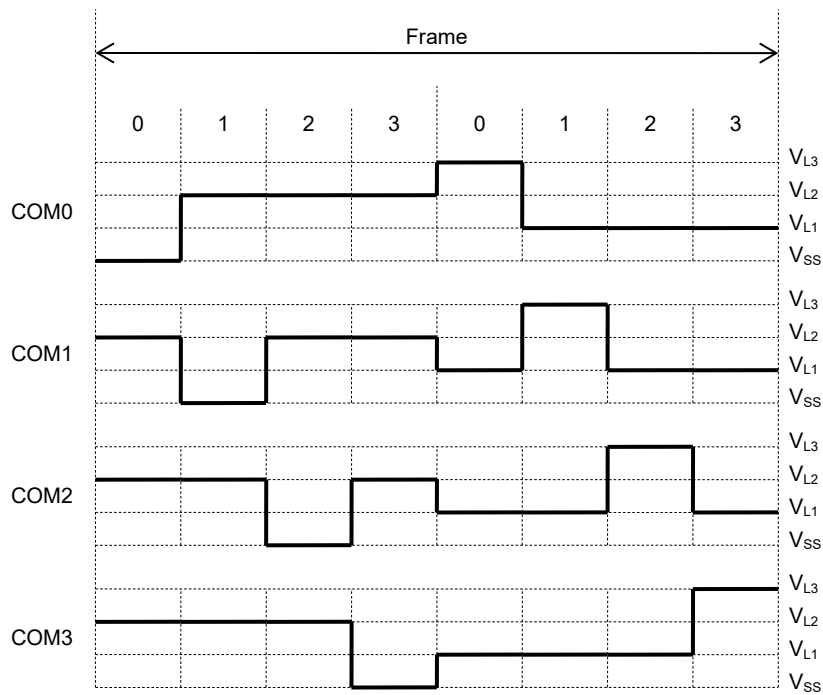 Frame
0 1 2 3 0 1 2 3
VL3
VL2
COM0
VL1
VSS
VL3
VL2
COM1
VL1
VSS
VL3
VL2
COM2
VL1
VSS
VL3
VL2
COM3
VL1
VSS